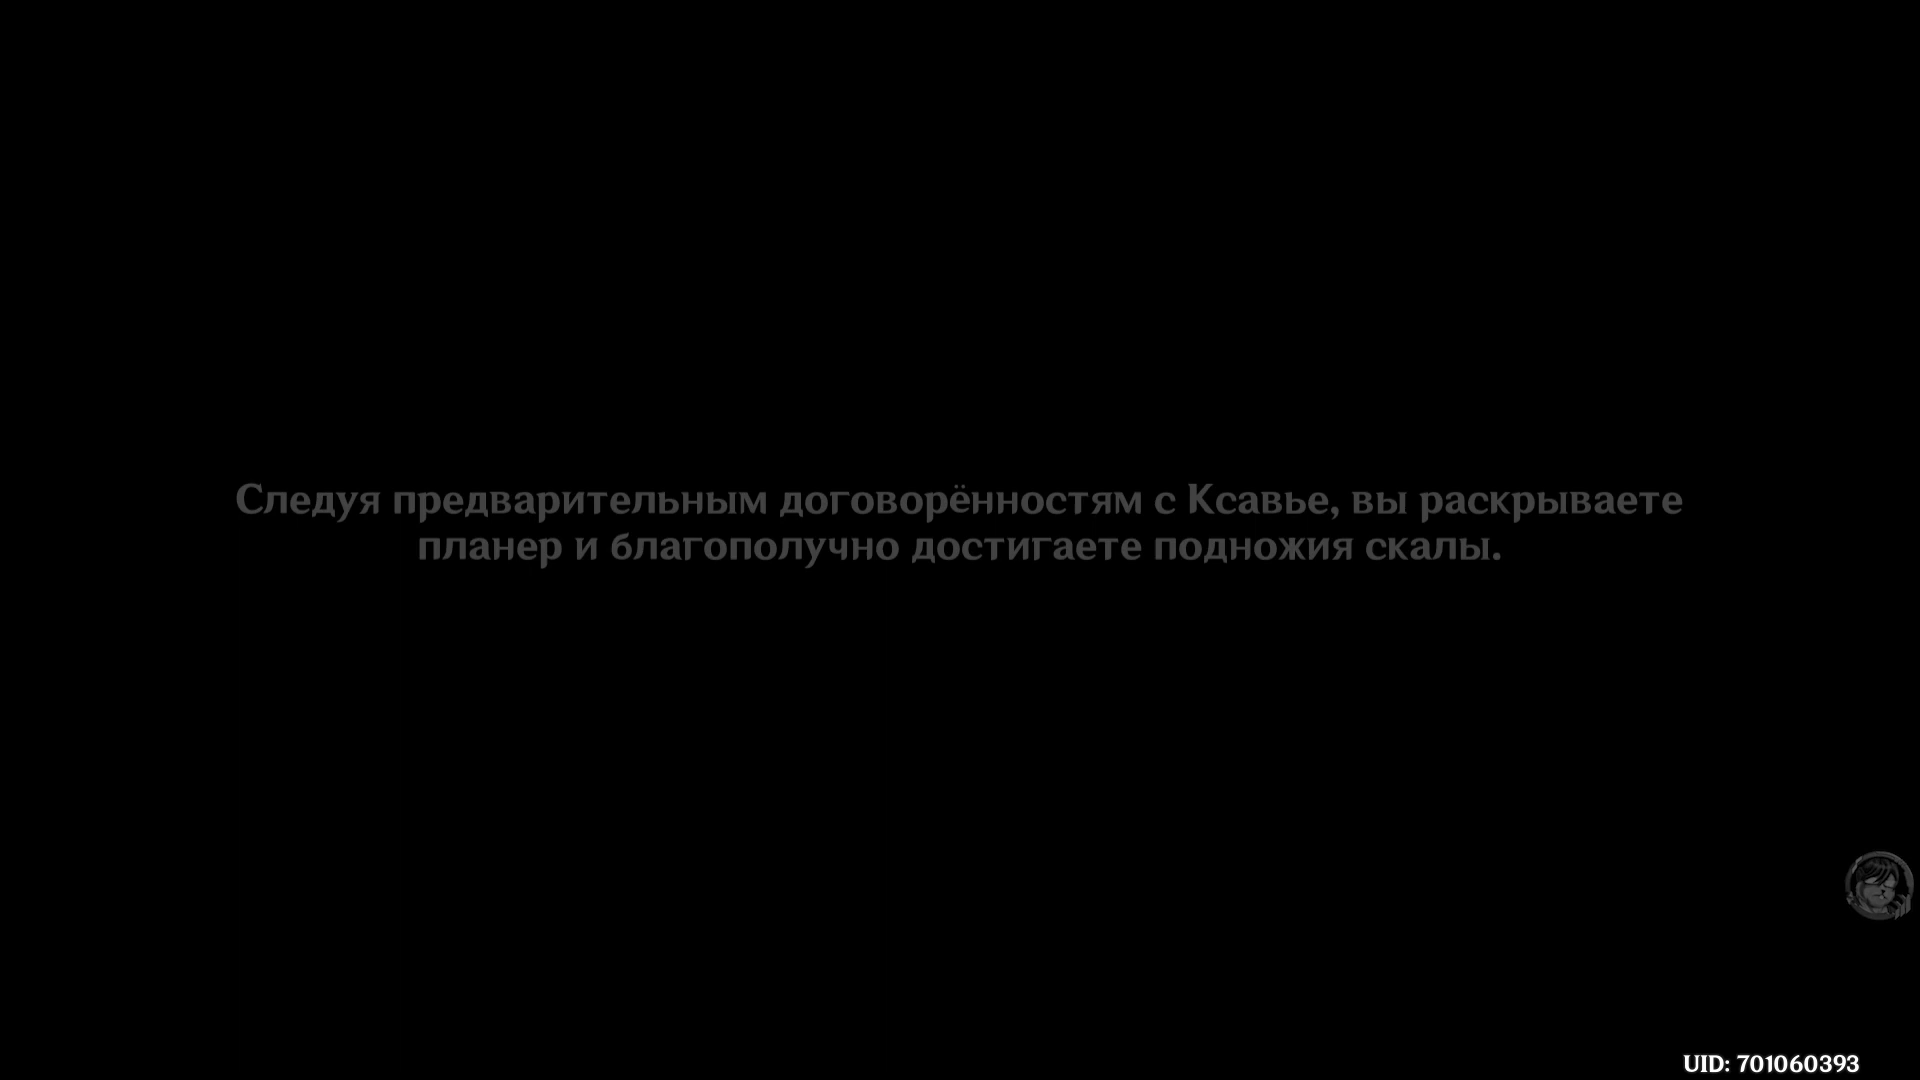 Следуя предварительным договорённостям с Ксавье, вы раскрываете
планер и благополучно достигаете подножия скалы.
UID: 701060393